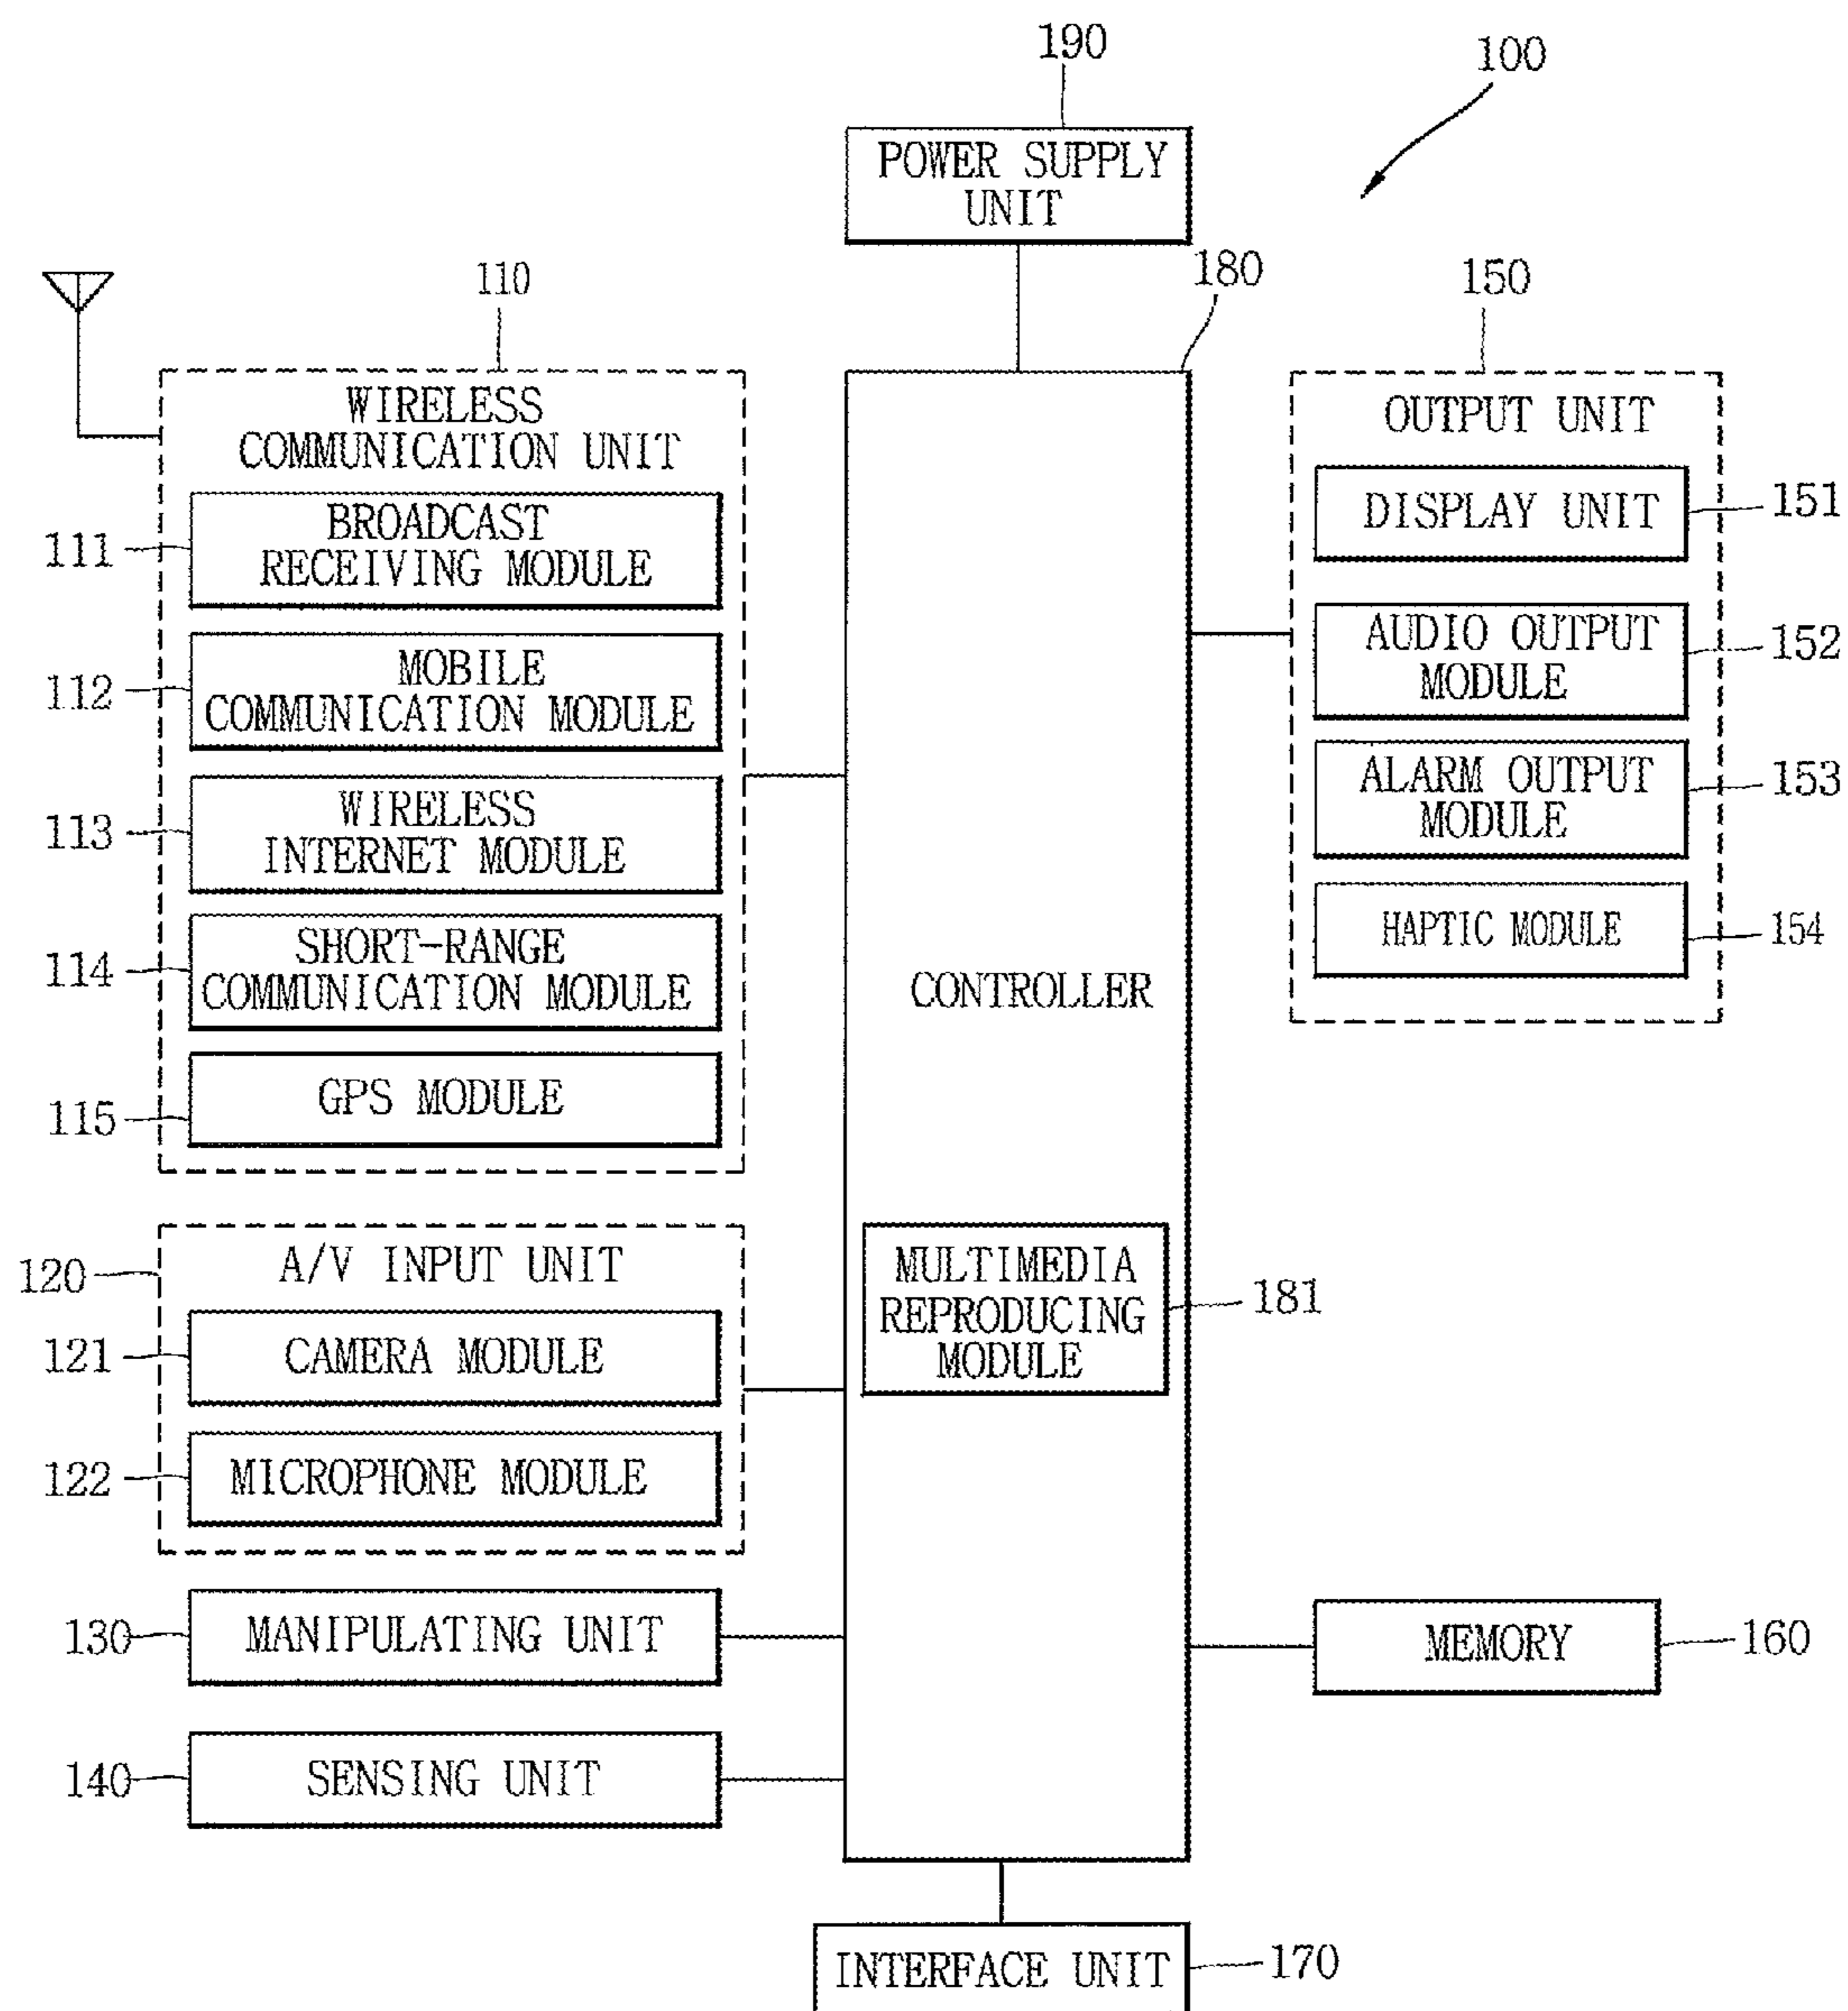 190
100
POWER SUPPLY
UNIT
110
180
150
WIRELESS
COMMUNICATION UNIT
111
BROADCAST
RECEIVING MODULE
112
MOBILE
COMMUNICATION MODULE
113
WIRELESS
INTERNET MODULE
114
SHORT-RANGE
COMMUNICATION MODULE
115
GPS MODULE
120
A/V INPUT UNIT
121
CAMERA MODULE
122
MICROPHONE MODULE
130
MANIPULATING UNIT
140
SENSING UNIT
CONTROLLER
MULTIMEDIA
REPRODUCING
MODULE
181
OUTPUT UNIT
DISPLAY UNIT
151
AUDIO OUTPUT
MODULE
152
ALARM OUTPUT
MODULE
153
HAPTIC MODULE
154
MEMORY
160
INTERFACE UNIT
170